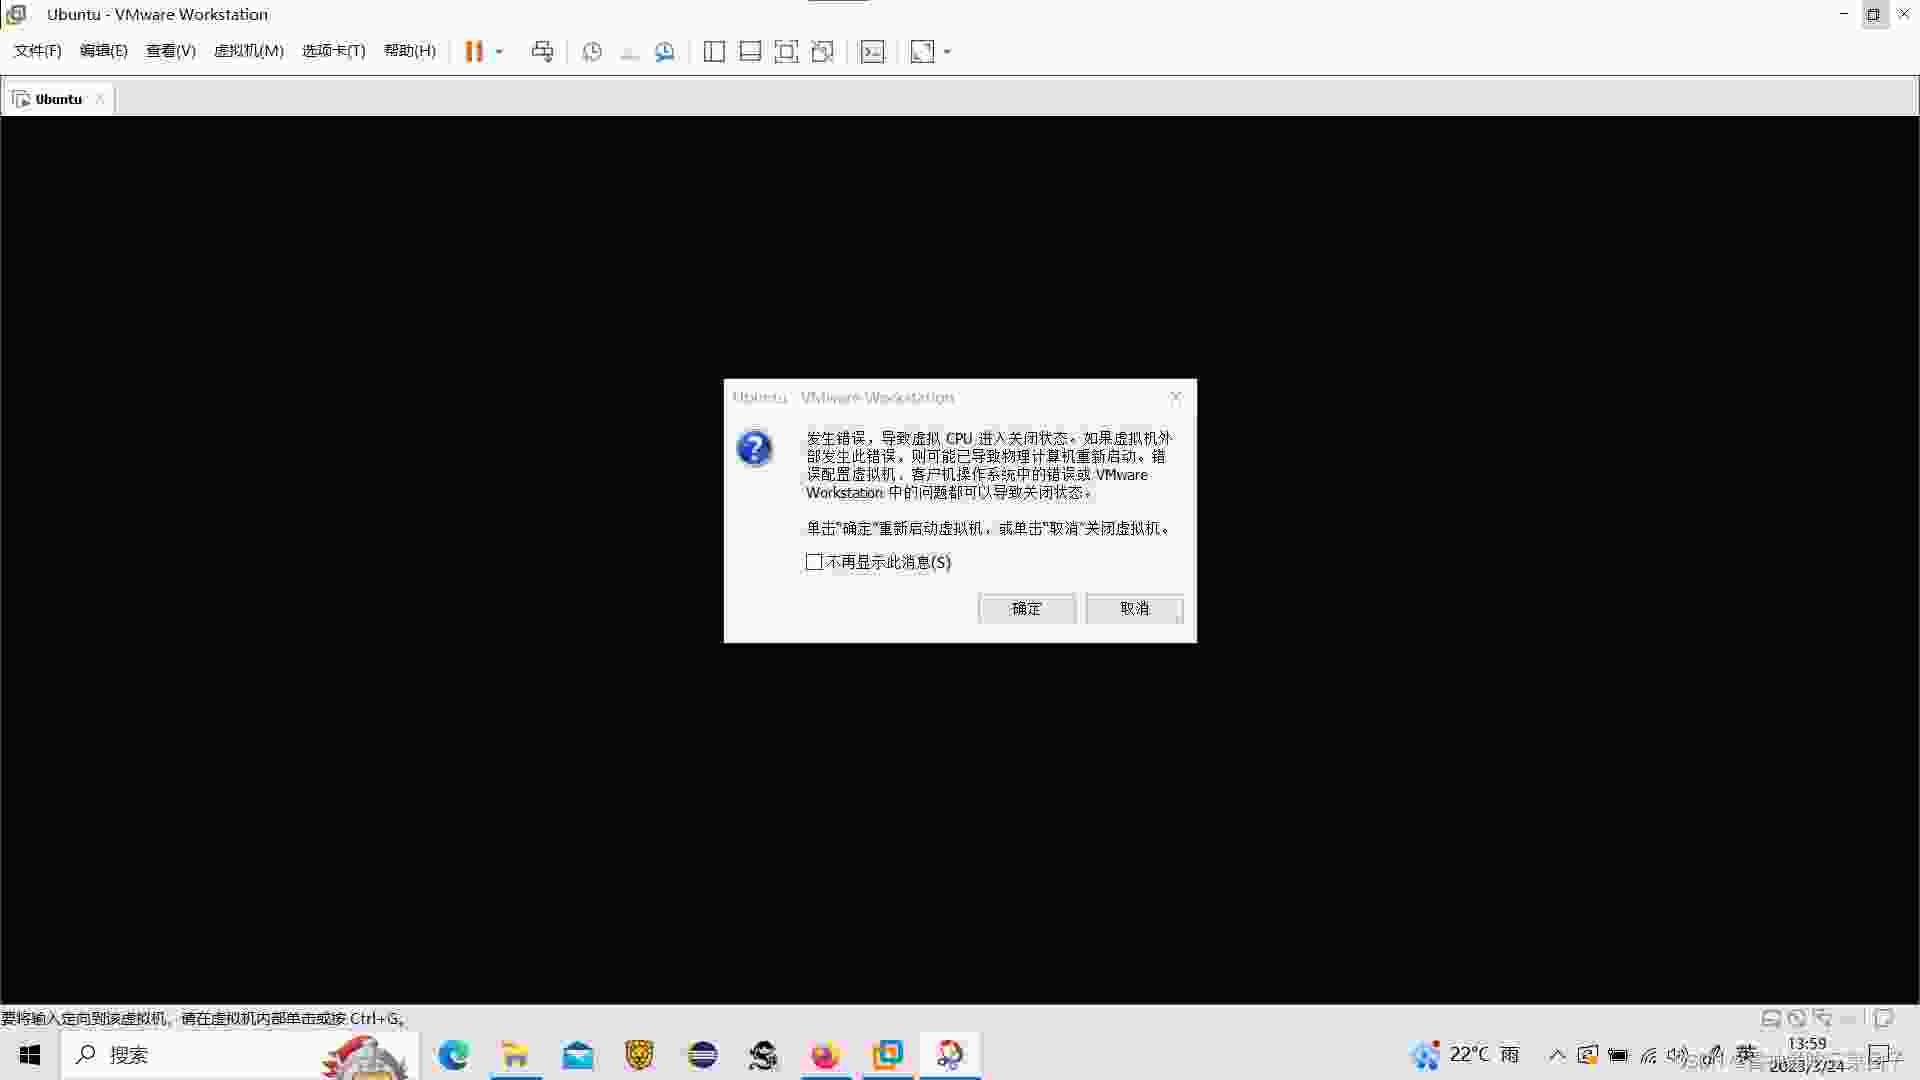 Ubuntu - VMware Workstation
文件(F) 编辑(E) 查看(V) 虚拟机(M) 选项卡(T) 帮助(H)
Ubuntu
Ubuntu - VMware Workstation
发生错误，导致虚拟 CPU 进入关闭状态。如果虚拟机外
部发生此错误，则可能已导致物理计算机重新启动。错
误配置虚拟机、客户机操作系统中的错误或 VMware
Workstation 中的问题都可以导致关闭状态。
单击“确定”重新启动虚拟机，或单击“取消”关闭虚拟机。
不再显示此消息(S)
确定 取消
要将输入定向到该虚拟机，请在虚拟机内部单击或按 Ctrl+G。
搜索
22°C 雨
英
13:59
2023/3/24